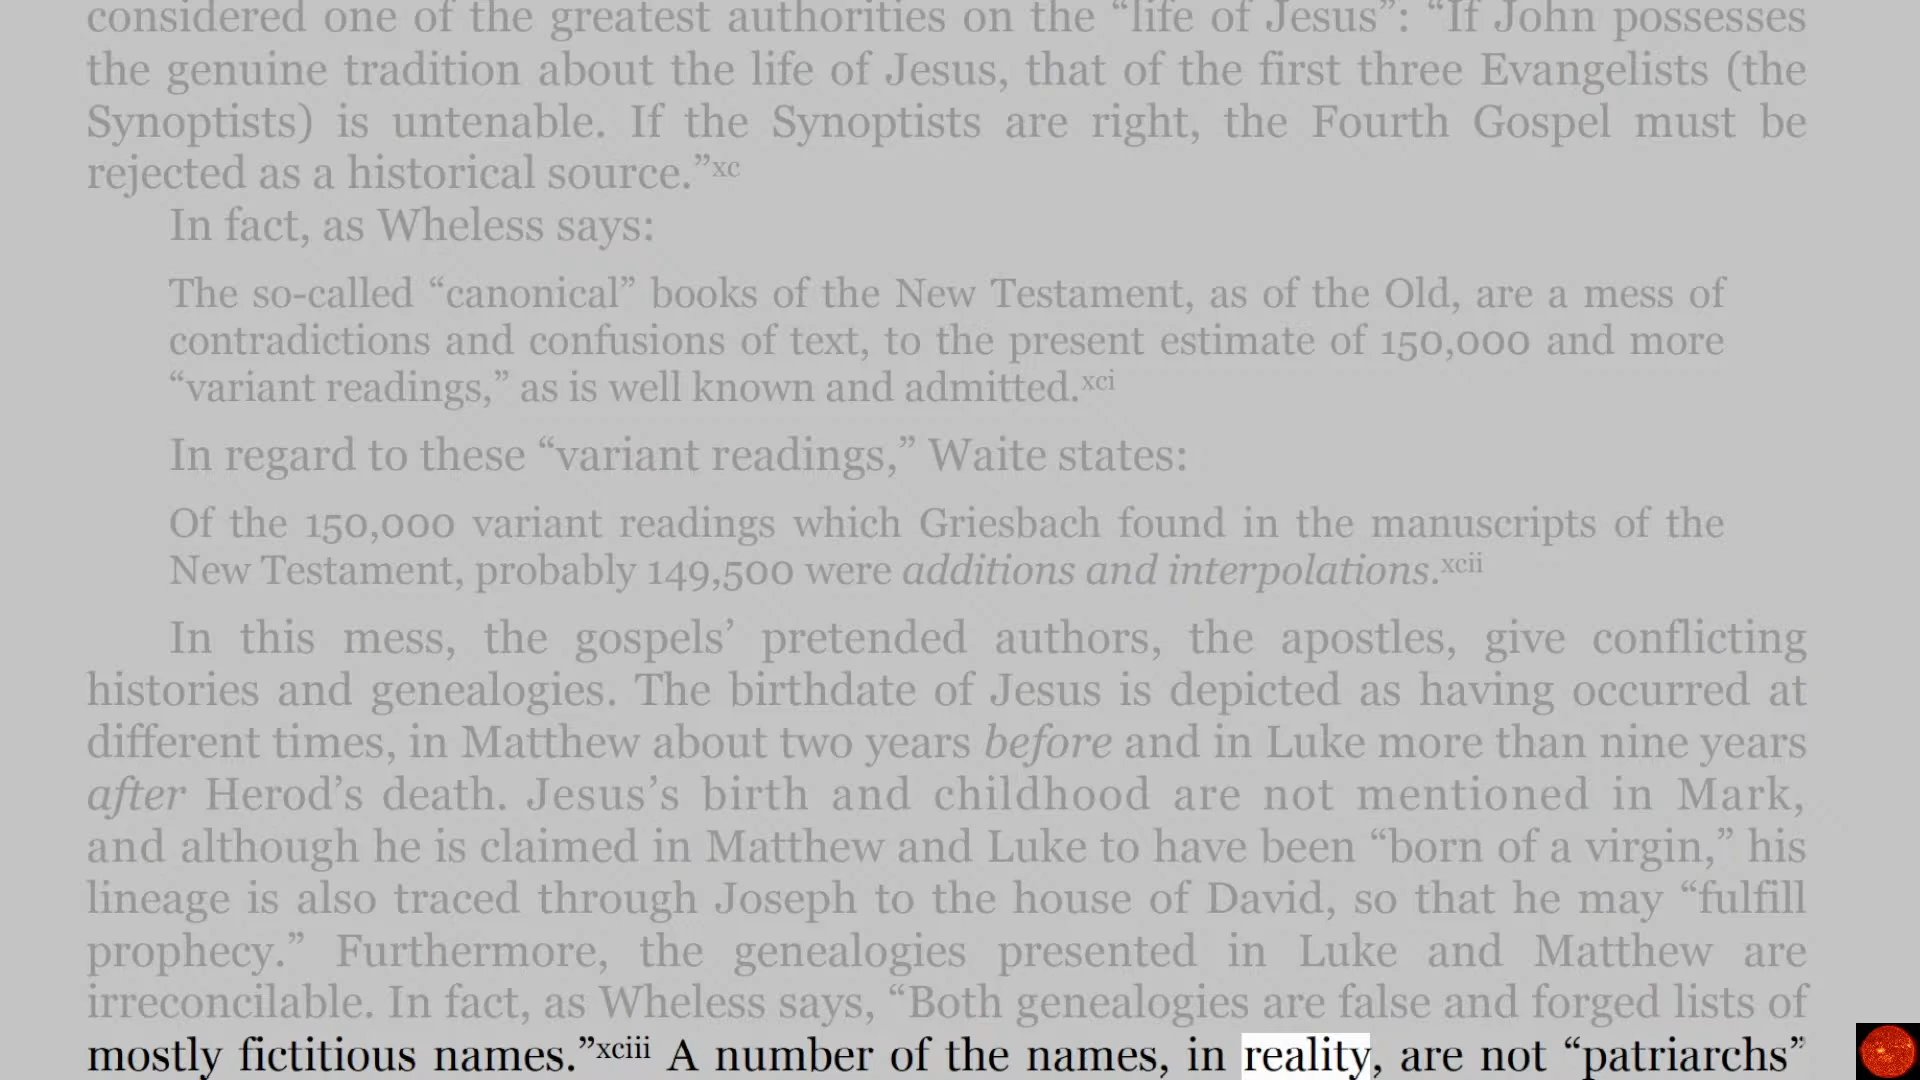 considered one of the greatest authorities on the “life of Jesus”: “If John possesses
the genuine tradition about the life of Jesus, that of the first three Evangelists (the
Synoptists) is untenable. If the Synoptists are right, the Fourth Gospel must be
rejected as a historical source.”xc
In fact, as Wheless says:
The so-called “canonical” books of the New Testament, as of the Old, are a mess of
contradictions and confusions of text, to the present estimate of 150,000 and more
“variant readings,” as is well known and admitted.xci
In regard to these “variant readings,” Waite states:
Of the 150,000 variant readings which Griesbach found in the manuscripts of the
New Testament, probably 149,500 were additions and interpolations.xcii
In this mess, the gospels’ pretended authors, the apostles, give conflicting
histories and genealogies. The birthdate of Jesus is depicted as having occurred at
different times, in Matthew about two years before and in Luke more than nine years
after Herod’s death. Jesus’s birth and childhood are not mentioned in Mark,
and although he is claimed in Matthew and Luke to have been “born of a virgin,” his
lineage is also traced through Joseph to the house of David, so that he may “fulfill
prophecy.” Furthermore, the genealogies presented in Luke and Matthew are
irreconcilable. In fact, as Wheless says, “Both genealogies are false and forged lists of
mostly fictitious names.”xciii A number of the names, in reality, are not “patriarchs”